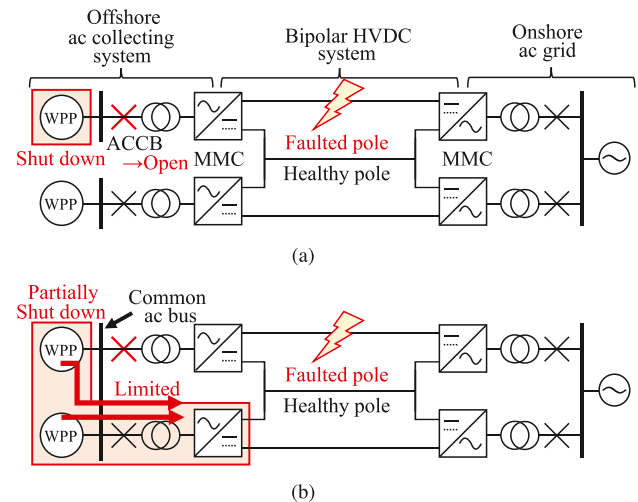 Offshore
ac collecting
system
Bipolar HVDC
system
Onshore
ac grid
WPP
ACCB
Shut down
→Open
MMC
Faulted pole
MMC
Healthy pole
WPP
(a)
Partially
Shut down
Common
ac bus
WPP
Limited
Faulted pole
Healthy pole
WPP
(b)